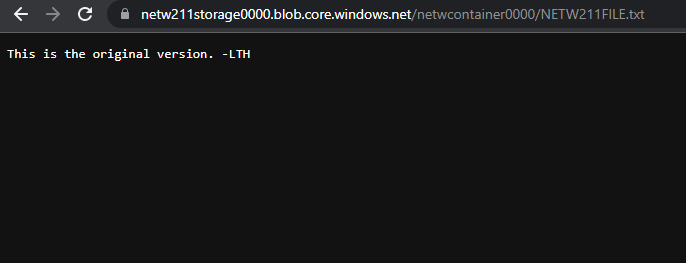 netw211storage0000.blob.core.windows.net/netwcontainer0000/NETW211FILE.txt
This is the original version. -LTH